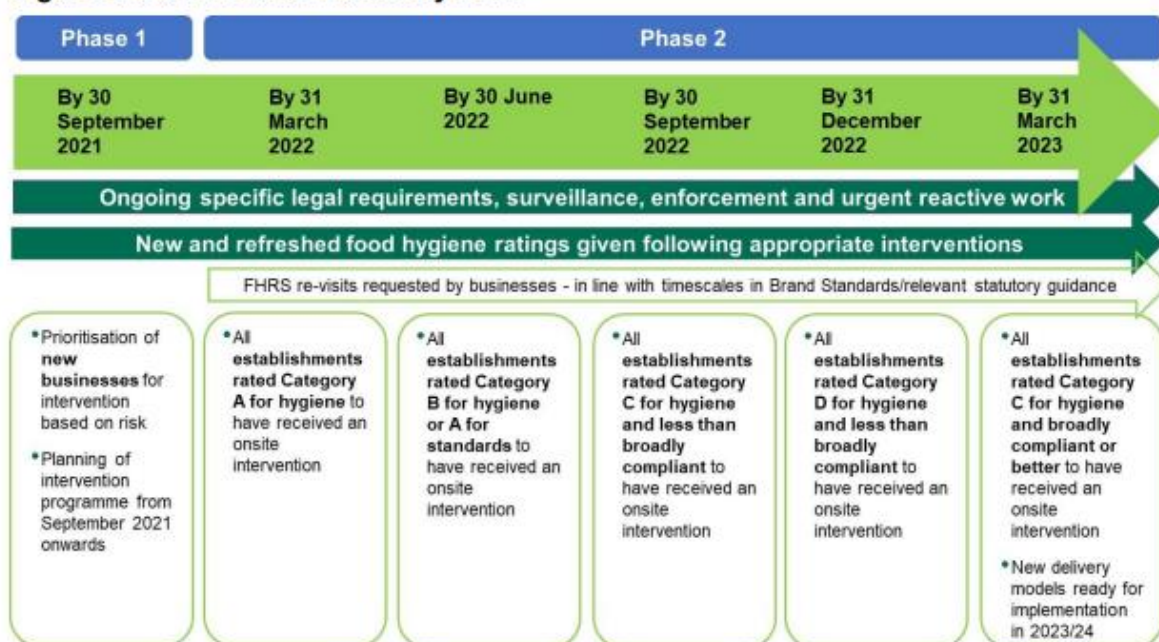 Phase 1
Phase 2
By 30
September
2021
By 31
March
2022
By 30 June
2022
By 30
September
2022
By 31
December
2022
By 31
March
2023
Ongoing specific legal requirements, surveillance, enforcement and urgent reactive work
New and refreshed food hygiene ratings given following appropriate interventions
FHRS re-visits requested by businesses - in line with timescales in Brand Standards/relevant statutory guidance
•Prioritisation of
new
businesses for
intervention
based on risk
•Planning of
intervention
programme from
September 2021
onwards
•All
establishments
rated Category
A for hygiene to
have received an
onsite
intervention
•All
establishments
rated Category
B for hygiene
or A for
standards to
have received an
onsite
intervention
•All
establishments
rated Category
C for hygiene
and less than
broadly
compliant to
have received an
onsite
intervention
•All
establishments
rated Category
D for hygiene
and less than
broadly
compliant to
have received an
onsite
intervention
•All
establishments
rated Category
C for hygiene
and broadly
compliant or
better to have
received an
onsite
intervention
•New delivery
models ready for
implementation
in 2023/24